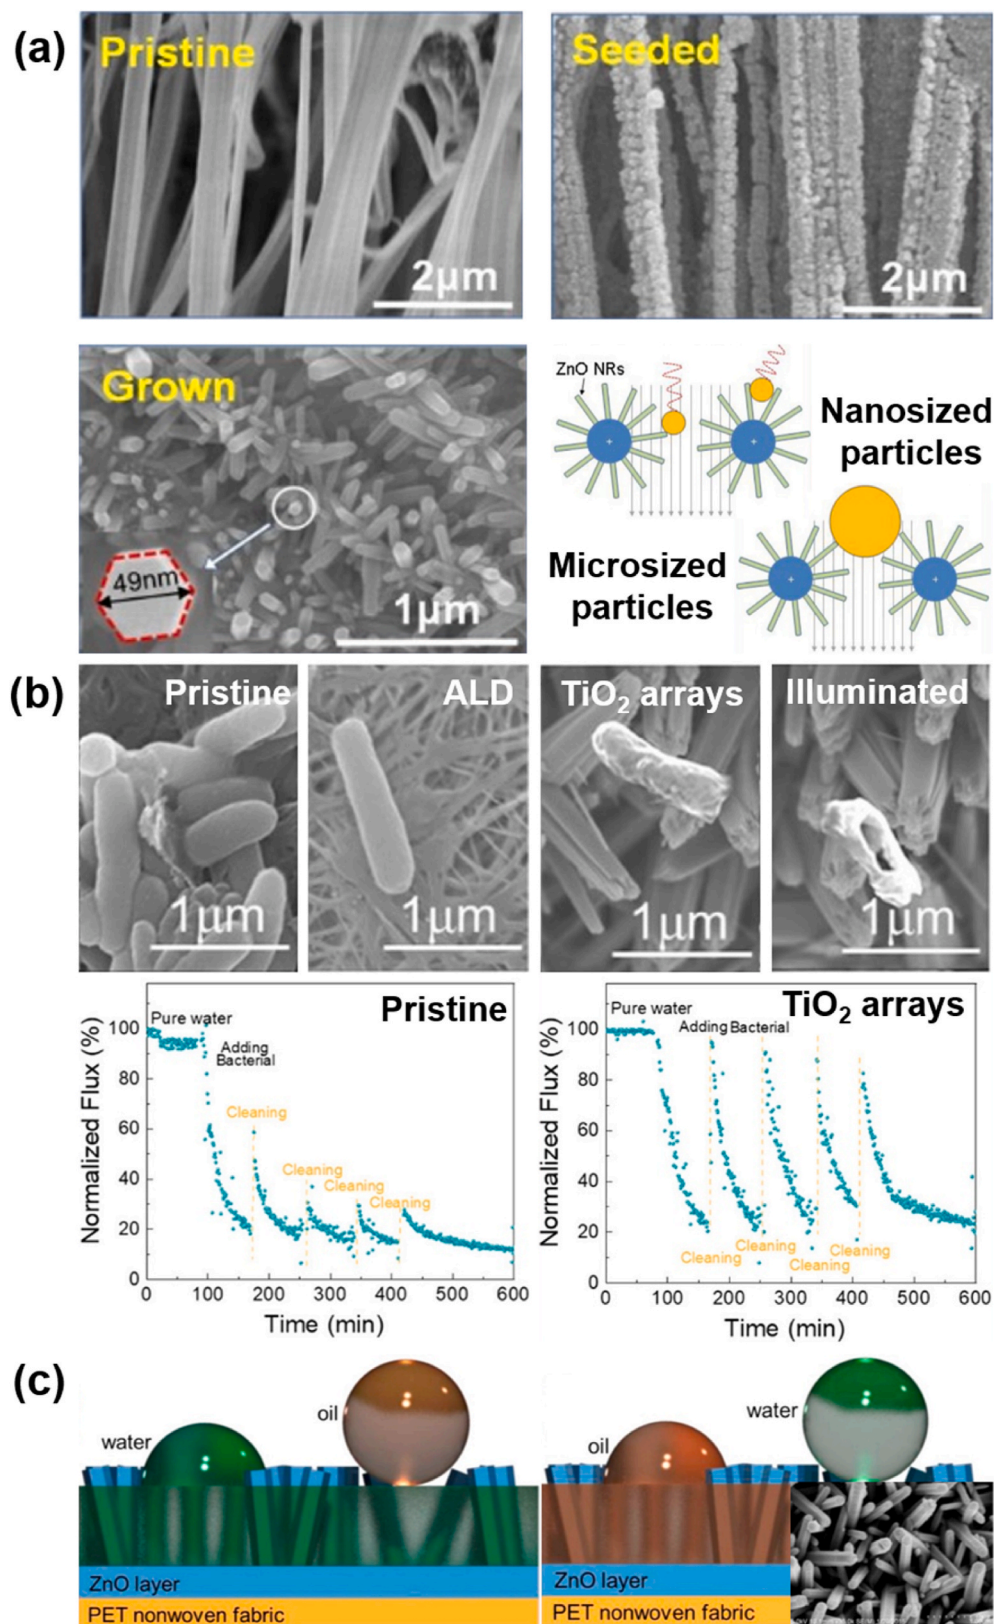 (a)
Pristine
2μm
Seeded
2μm
Grown
49nm
1μm
ZnO NRs
Nanosized
particles
Microsized
particles
(b)
Pristine
1μm
ALD
1μm
TiO2 arrays
1μm
Illuminated
1μm
Pristine
Pure water
Adding
Bacterial
Cleaning
Cleaning
Cleaning
Cleaning
Normalized Flux (%)
100
80
60
40
20
0
0 100 200 300 400 500 600
Time (min)
TiO2 arrays
Pure water
Adding Bacterial
Cleaning
Cleaning
Cleaning
Cleaning
Normalized Flux (%)
100
80
60
40
20
0
0 100 200 300 400 500 600
Time (min)
(c)
water
oil
ZnO layer
PET nonwoven fabric
oil
water
ZnO layer
PET nonwoven fabric